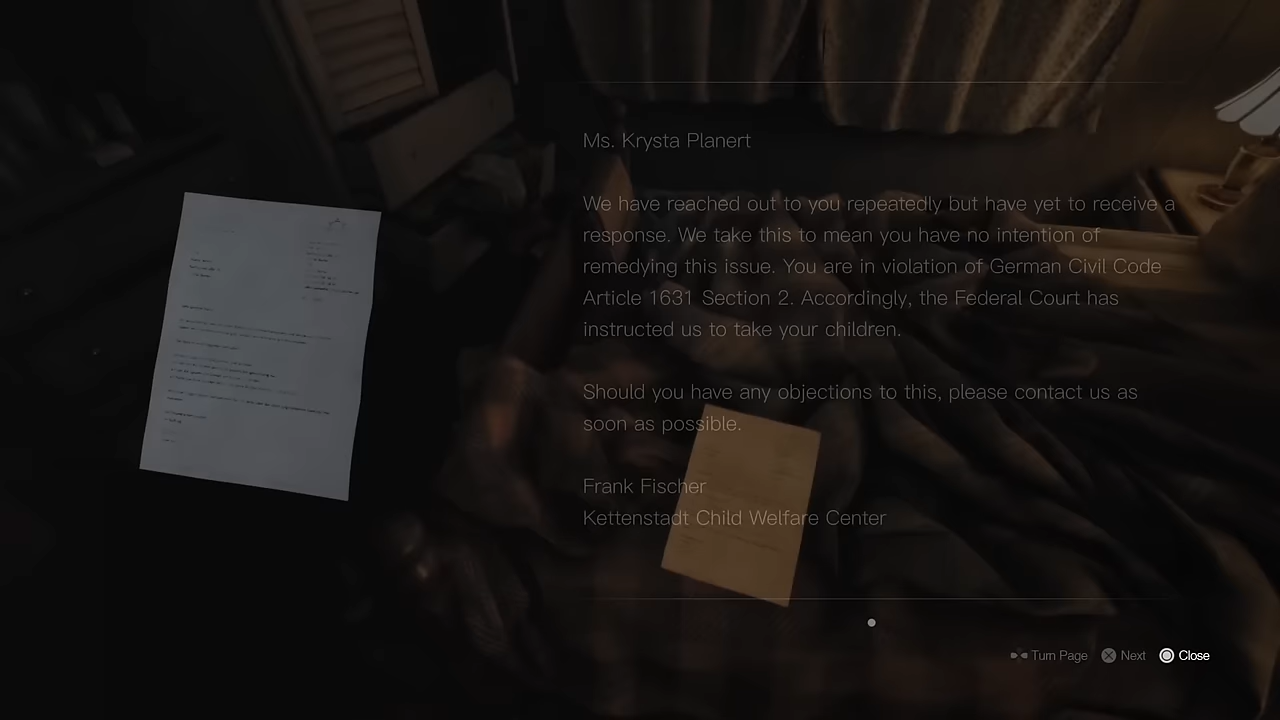 Ms. Krysta Planert
We have reached out to you repeatedly but have yet to receive a
response. We take this to mean you have no intention of
remedying this issue. You are in violation of German Civil Code
Article 1631 Section 2. Accordingly, the Federal Court has
instructed us to take your children.
Should you have any objections to this, please contact us as
soon as possible.
Frank Fischer
Kettenstadt Child Welfare Center
Turn Page Next Close